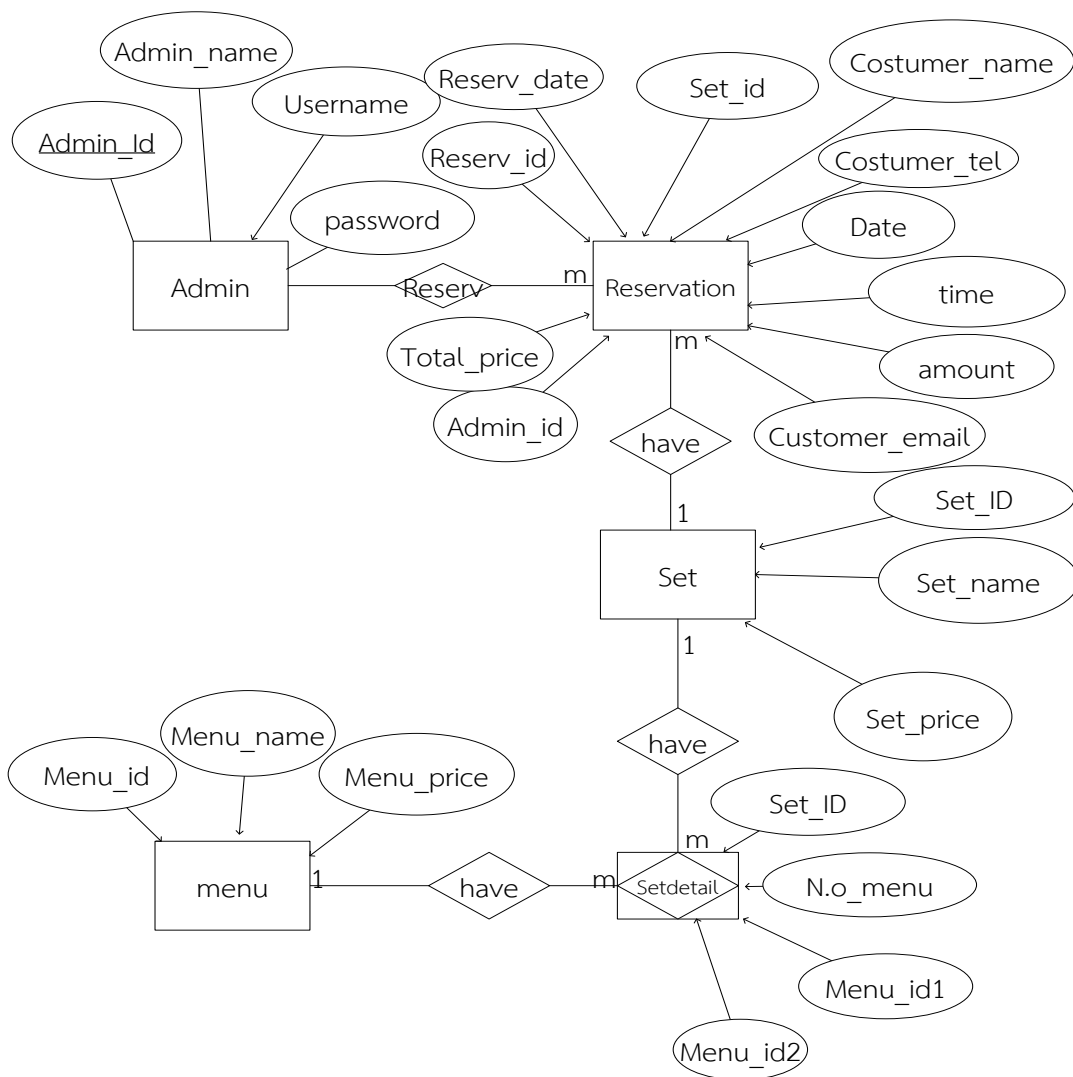 Admin_name
Reserv_date
Set_id
Costumer_name
Username
Admin_Id
Reserv_id
Costumer_tel
password
Date
Admin
Reserv
m
Reservation
time
Total_price
m
amount
Admin_id
have
Customer_email
Set_ID
1
Set
Set_name
1
Set_price
Menu_name
have
Menu_id
Menu_price
Set_ID
m
menu
1
have
m
Setdetail
N.o_menu
Menu_id1
Menu_id2